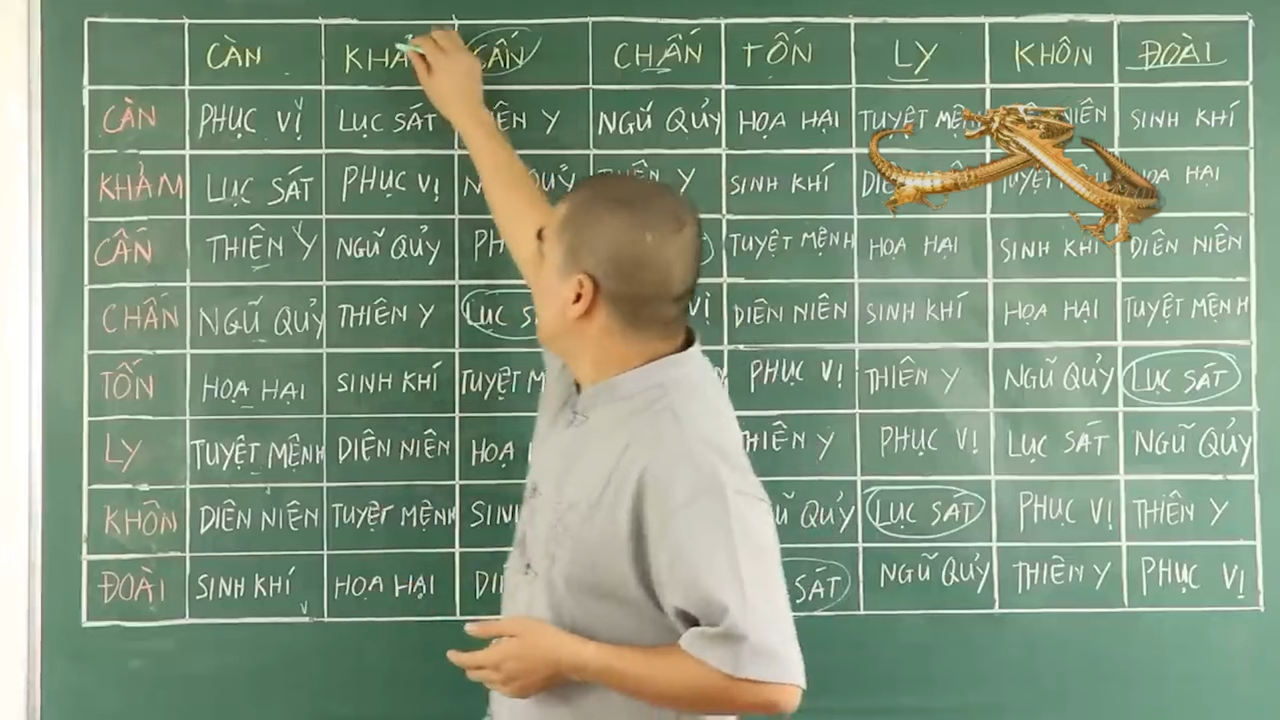 CÀN CẤN CHẤN TỐN LY KHÔN ĐOÀI
CÀN PHỤC VỊ LỤC SÁT Y NGŨ QUỶ HỌA HẠI TUYỆT NIÊN SINH KHÍ
KHẢM LỤC SÁT PHỤC VỊ Y SINH KHÍ HẠI
CẤN THIÊN Y NGŨ QUỶ TUYỆT MỆNH HỌA HẠI SINH KHÍ DIÊN NIÊN
CHẤN NGŨ QUỶ THIÊN Y LỤC VỊ DIÊN NIÊN SINH KHÍ HỌA HẠI TUYỆT MỆNH
TỐN HỌA HẠI SINH KHÍ TUYỆT PHỤC VỊ THIÊN Y NGŨ QUỶ LỤC SÁT
LY TUYỆT MỆNH DIÊN NIÊN HỌA THIÊN Y PHỤC VỊ LỤC SÁT NGŨ QUỶ
KHÔN DIÊN NIÊN TUYỆT MỆNH QUỶ LỤC SÁT PHỤC VỊ THIÊN Y
ĐOÀI SINH KHÍ HỌA HẠI SÁT NGŨ QUỶ THIÊN Y PHỤC VỊ